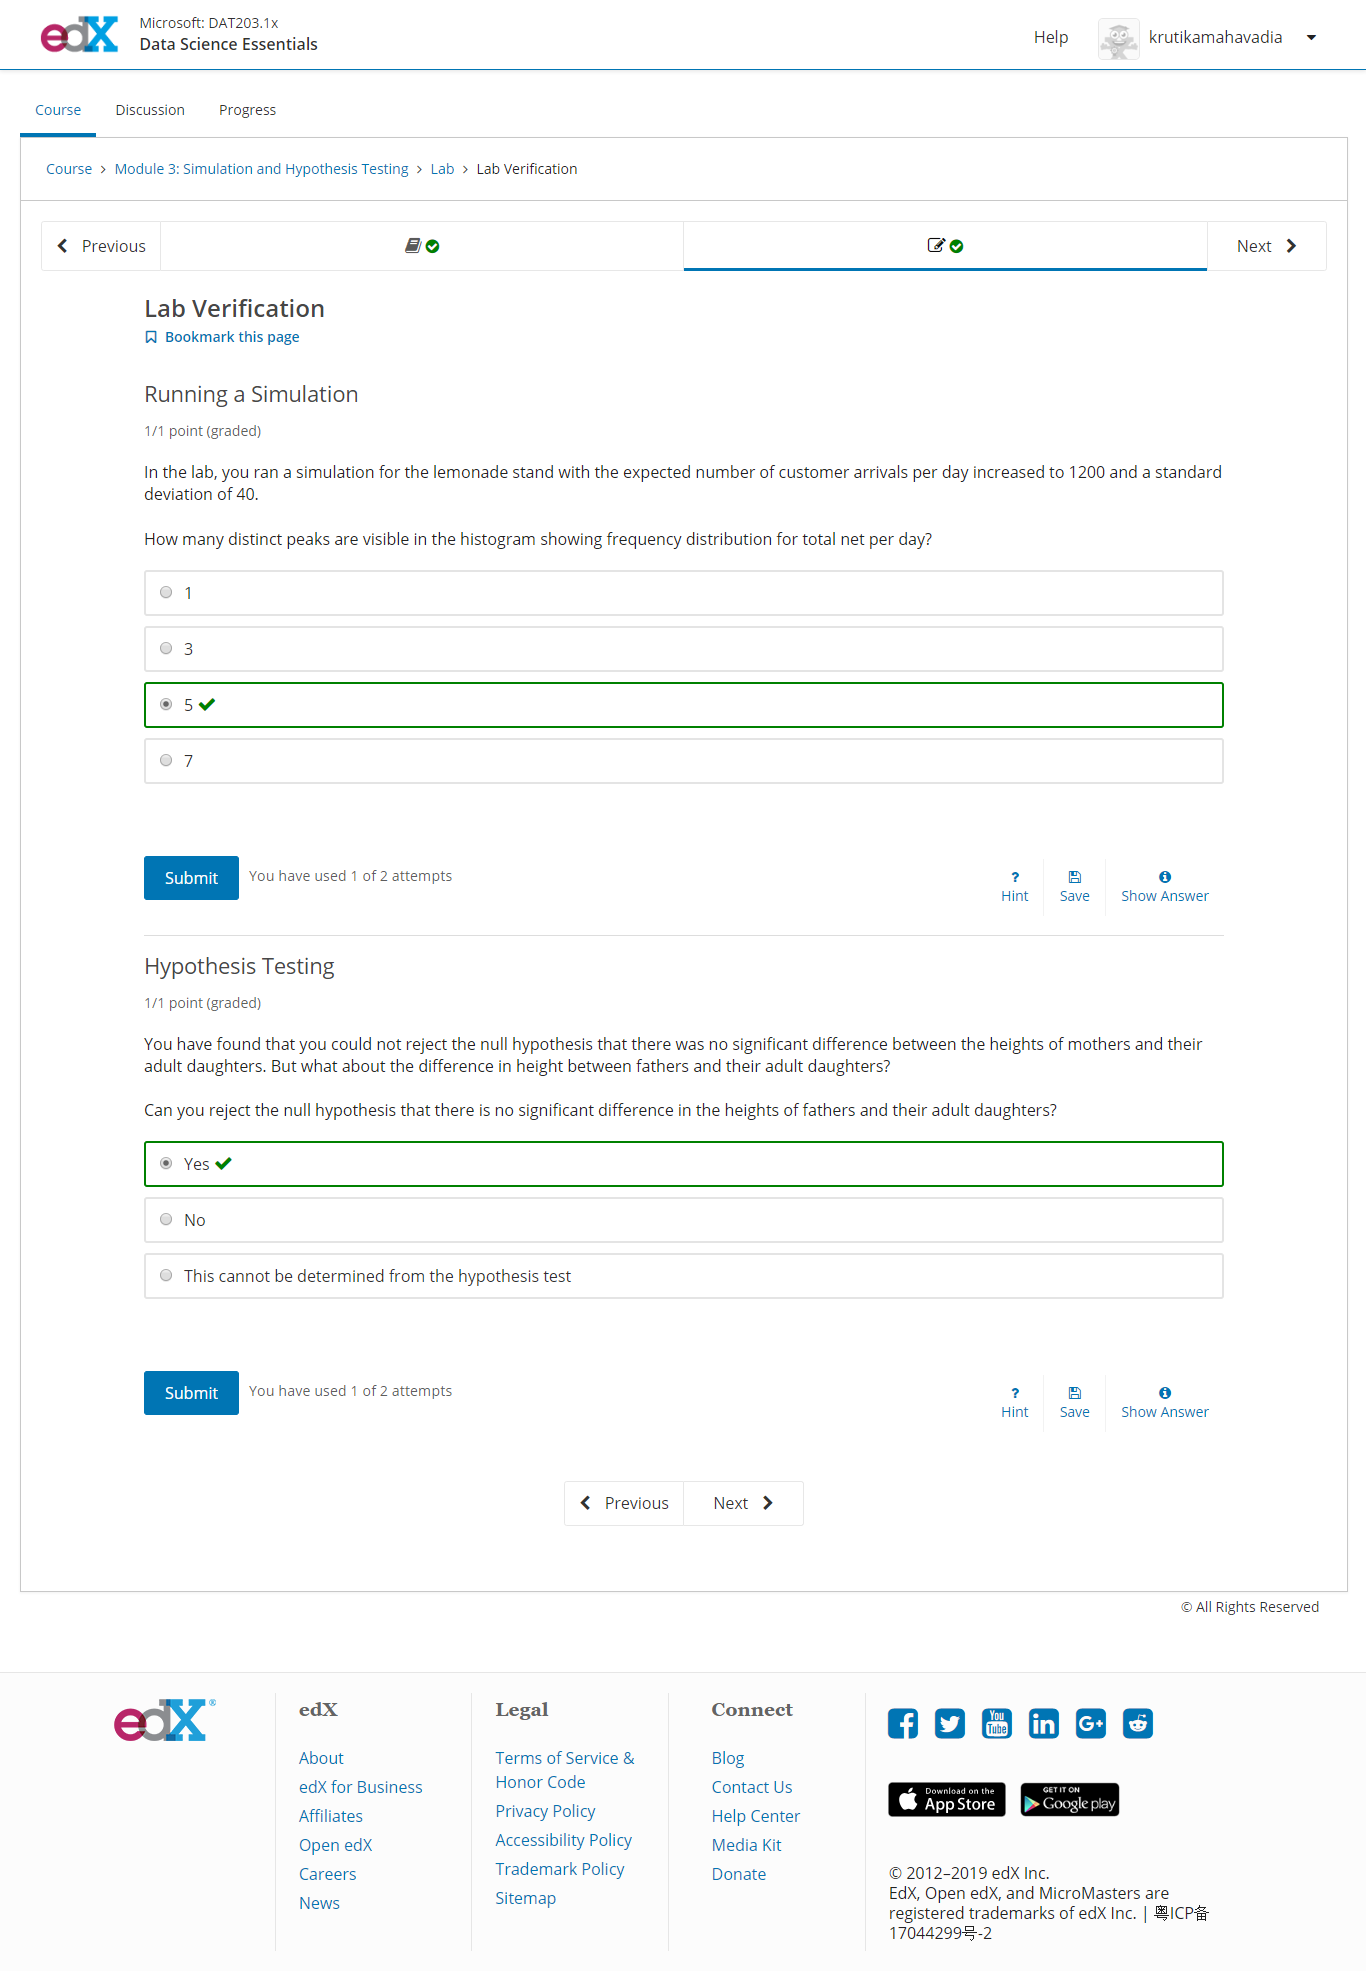 edX
Microsoft: DAT203.1x
Data Science Essentials
Help
krutikamahavadia
Course
Discussion
Progress
Course > Module 3: Simulation and Hypothesis Testing > Lab > Lab Verification
Previous
Next
Lab Verification
Bookmark this page
Running a Simulation
1/1 point (graded)
In the lab, you ran a simulation for the lemonade stand with the expected number of customer arrivals per day increased to 1200 and a standard
deviation of 40.
How many distinct peaks are visible in the histogram showing frequency distribution for total net per day?
1
3
5
7
Submit
You have used 1 of 2 attempts
?
Hint
Save
Show Answer
Hypothesis Testing
1/1 point (graded)
You have found that you could not reject the null hypothesis that there was no significant difference between the heights of mothers and their
adult daughters. But what about the difference in height between fathers and their adult daughters?
Can you reject the null hypothesis that there is no significant difference in the heights of fathers and their adult daughters?
Yes
No
This cannot be determined from the hypothesis test
Submit
You have used 1 of 2 attempts
?
Hint
Save
Show Answer
Previous
Next
© All Rights Reserved
edX®
edX
About
edX for Business
Affiliates
Open edX
Careers
News
Legal
Terms of Service &
Honor Code
Privacy Policy
Accessibility Policy
Trademark Policy
Sitemap
Connect
Blog
Contact Us
Help Center
Media Kit
Donate
You
Tube
in
G+
Download on the
App Store
GET IT ON
Google play
© 2012–2019 edX Inc.
EdX, Open edX, and MicroMasters are
registered trademarks of edX Inc. | 粤ICP备
17044299号-2